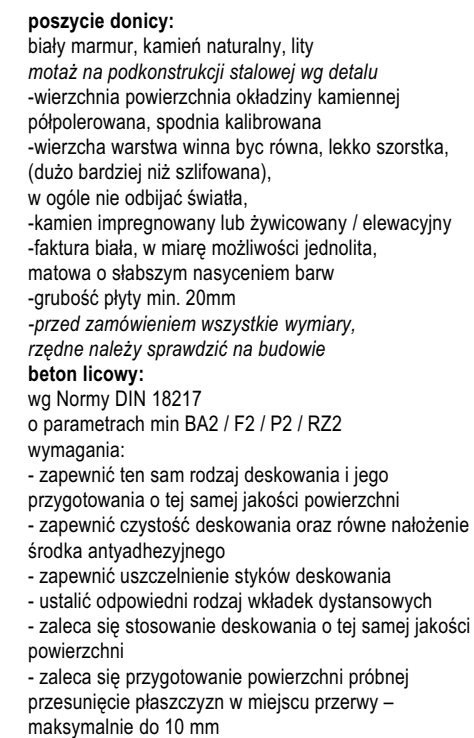 poszycie donicy:
biały marmur, kamień naturalny, lity
motaż na podkonstrukcji stalowej wg detalu
-wierzchnia powierzchnia okładziny kamiennej
półpolerowana, spodnia kalibrowana
-wierzcha warstwa winna byc równa, lekko szorstka,
(dużo bardziej niż szlifowana),
w ogóle nie odbijać światła,
-kamien impregnowany lub żywicowany / elewacyjny
-faktura biała, w miarę możliwości jednolita,
matowa o słabszym nasyceniem barw
-grubość płyty min. 20mm
-przed zamówieniem wszystkie wymiary,
rzędne należy sprawdzić na budowie
beton licowy:
wg Normy DIN 18217
o parametrach min BA2 / F2 / P2 / RZ2
wymagania:
- zapewnić ten sam rodzaj deskowania i jego
przygotowania o tej samej jakości powierzchni
- zapewnić czystość deskowania oraz równe nałożenie
środka antyadhezyjnego
- zapewnić uszczelnienie styków deskowania
- ustalić odpowiedni rodzaj wkładek dystansowych
- zaleca się stosowanie deskowania o tej samej jakości
powierzchni
- zaleca się przygotowanie powierzchni próbnej
przesunięcie płaszczyzn w miejscu przerwy –
maksymalnie do 10 mm